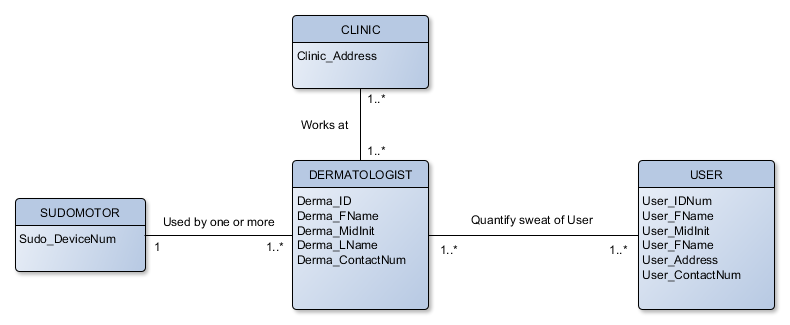 CLINIC
Clinic_Address
1..*
Works at
1..*
DERMATOLOGIST
Derma_ID
Derma_FName
Derma_MidInit
Derma_LName
Derma_ContactNum
USER
User_IDNum
User_FName
User_MidInit
User_FName
User_Address
User_ContactNum
SUDOMOTOR
Sudo_DeviceNum
Used by one or more
1
1..*
Quantify sweat of User
1..*
1..*